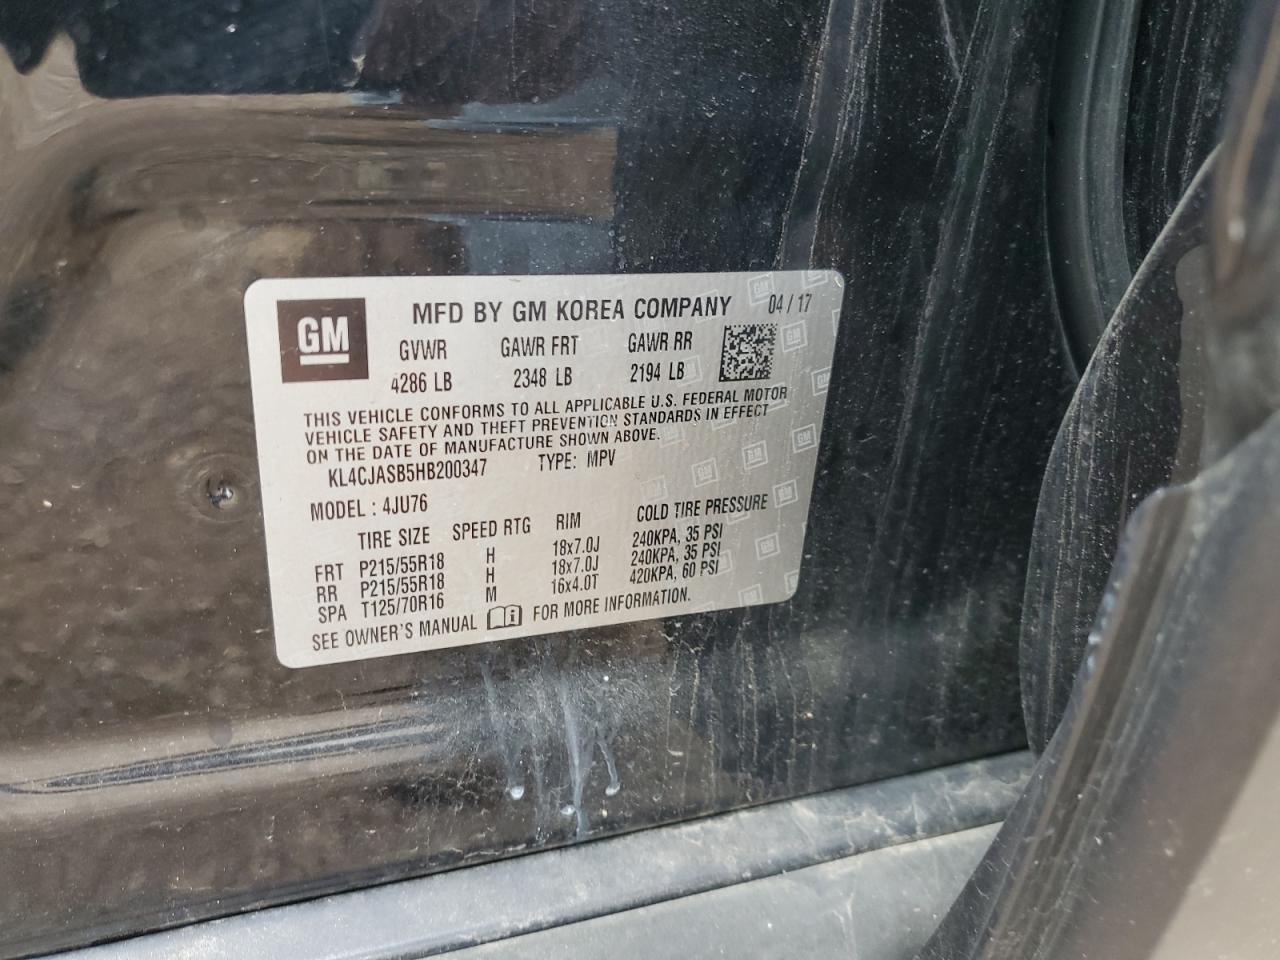 GM
MFD BY GM KOREA COMPANY 04 / 17
GVWR GAWR FRT GAWR RR
4286 LB 2348 LB 2194 LB
THIS VEHICLE CONFORMS TO ALL APPLICABLE U.S. FEDERAL MOTOR
VEHICLE SAFETY AND THEFT PREVENTION STANDARDS IN EFFECT
ON THE DATE OF MANUFACTURE SHOWN ABOVE.
KL4CJASB5HB200347 TYPE: MPV
MODEL : 4JU76
TIRE SIZE SPEED RTG RIM COLD TIRE PRESSURE
FRT P215/55R18 H 18x7.0J 240KPA, 35 PSI
RR P215/55R18 H 18x7.0J 240KPA, 35 PSI
SPA T125/70R16 M 16x4.0T 420KPA, 60 PSI
SEE OWNER'S MANUAL FOR MORE INFORMATION.